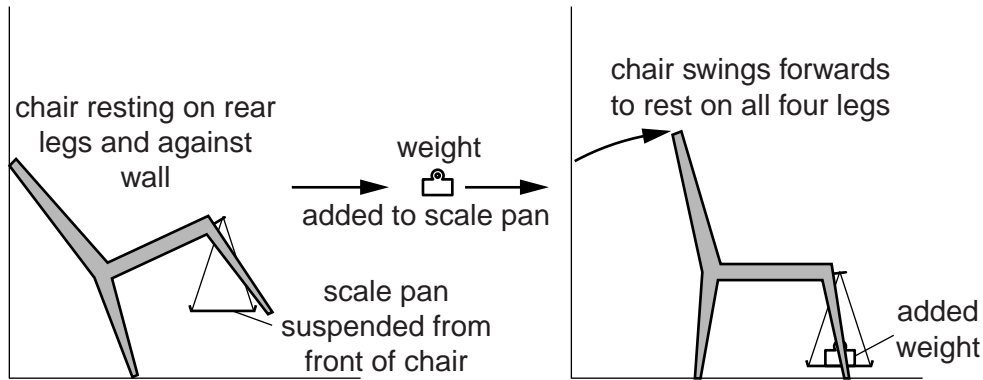 chair resting on rear
legs and against
wall
weight
added to scale pan
scale pan
suspended from
front of chair
chair swings forwards
to rest on all four legs
added
weight